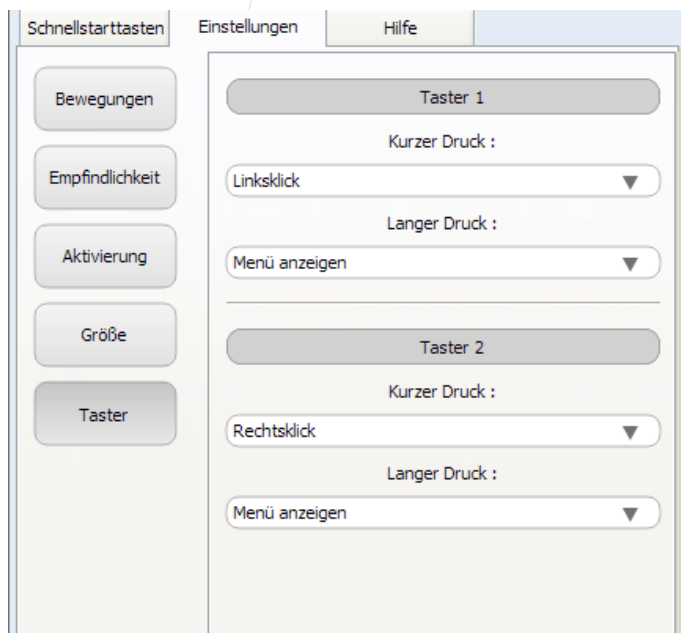 Schnellstarttasten Einstellungen Hilfe
Bewegungen
Empfindlichkeit
Aktivierung
Größe
Taster
Taster 1
Kurzer Druck :
Linksklick
Langer Druck :
Menü anzeigen
Taster 2
Kurzer Druck :
Rechtsklick
Langer Druck :
Menü anzeigen